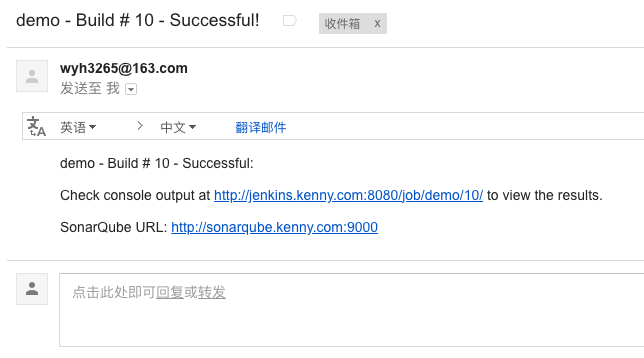 demo - Build # 10 - Successful!
收件箱 x
wyh3265@163.com
发送至 我
英语 > 中文 翻译邮件
demo - Build # 10 - Successful:
Check console output at http://jenkins.kenny.com:8080/job/demo/10/ to view the results.
SonarQube URL: http://sonarqube.kenny.com:9000
点击此处即可回复或转发